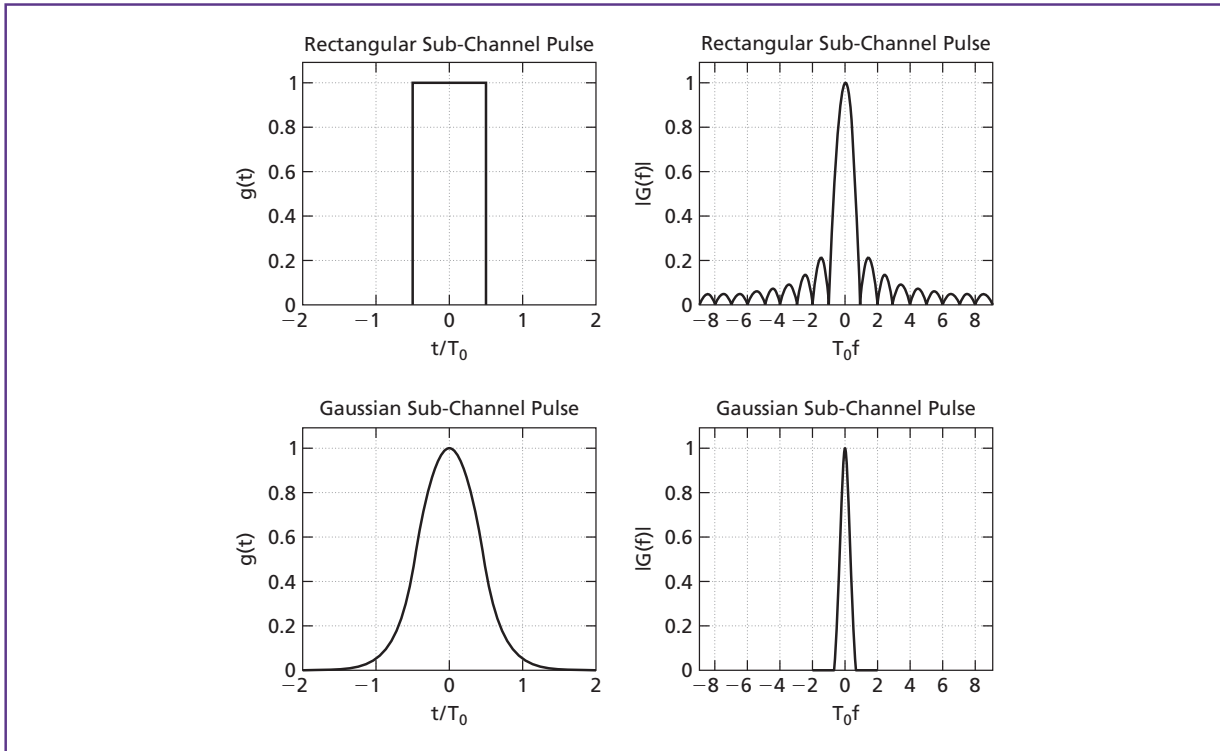 Rectangular Sub-Channel Pulse
1
0.8
0.6
0.4
0.2
0
g(t)
−2 −1 0 1 2
t/T0
Rectangular Sub-Channel Pulse
1
0.8
0.6
0.4
0.2
0
|G(f)|
−8 −6 −4 −2 0 2 4 6 8
T0f
Gaussian Sub-Channel Pulse
1
0.8
0.6
0.4
0.2
0
g(t)
−2 −1 0 1 2
t/T0
Gaussian Sub-Channel Pulse
1
0.8
0.6
0.4
0.2
0
|G(f)|
−8 −6 −4 −2 0 2 4 6 8
T0f